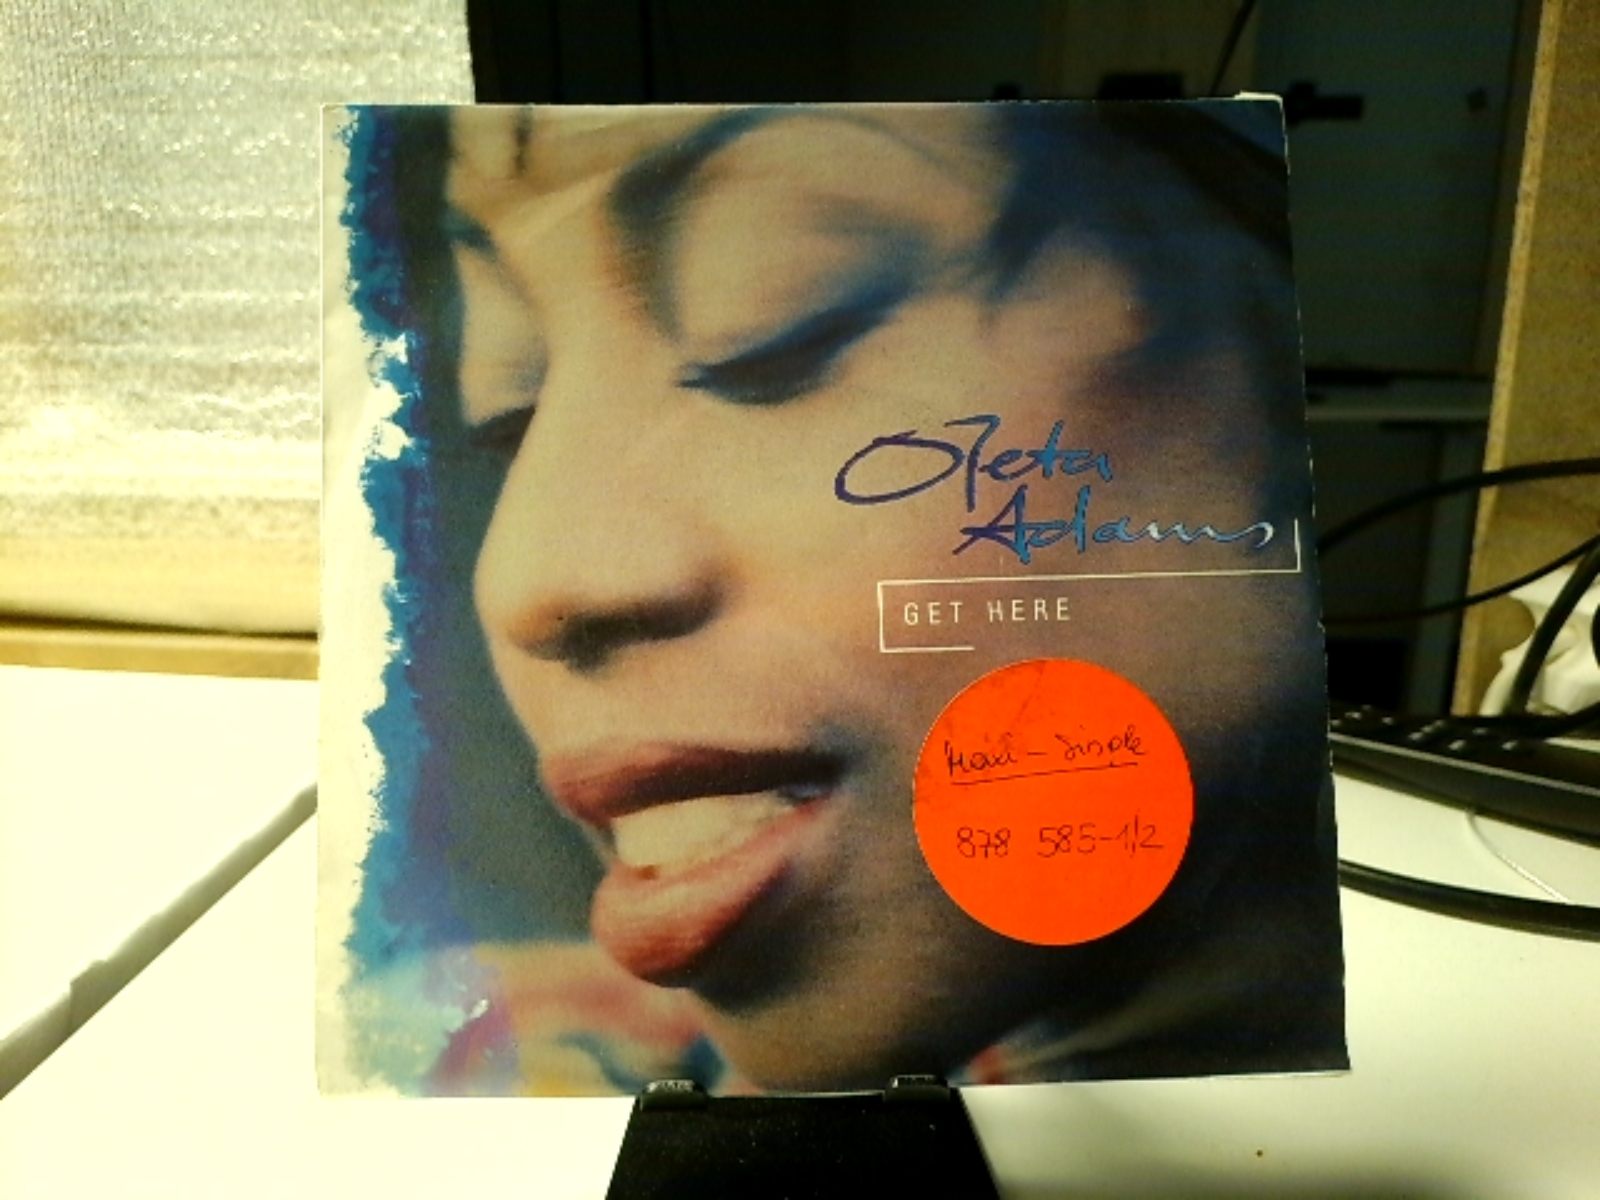 Oleta
Adams
GET HERE
Maxi-Single
878 585-1/2